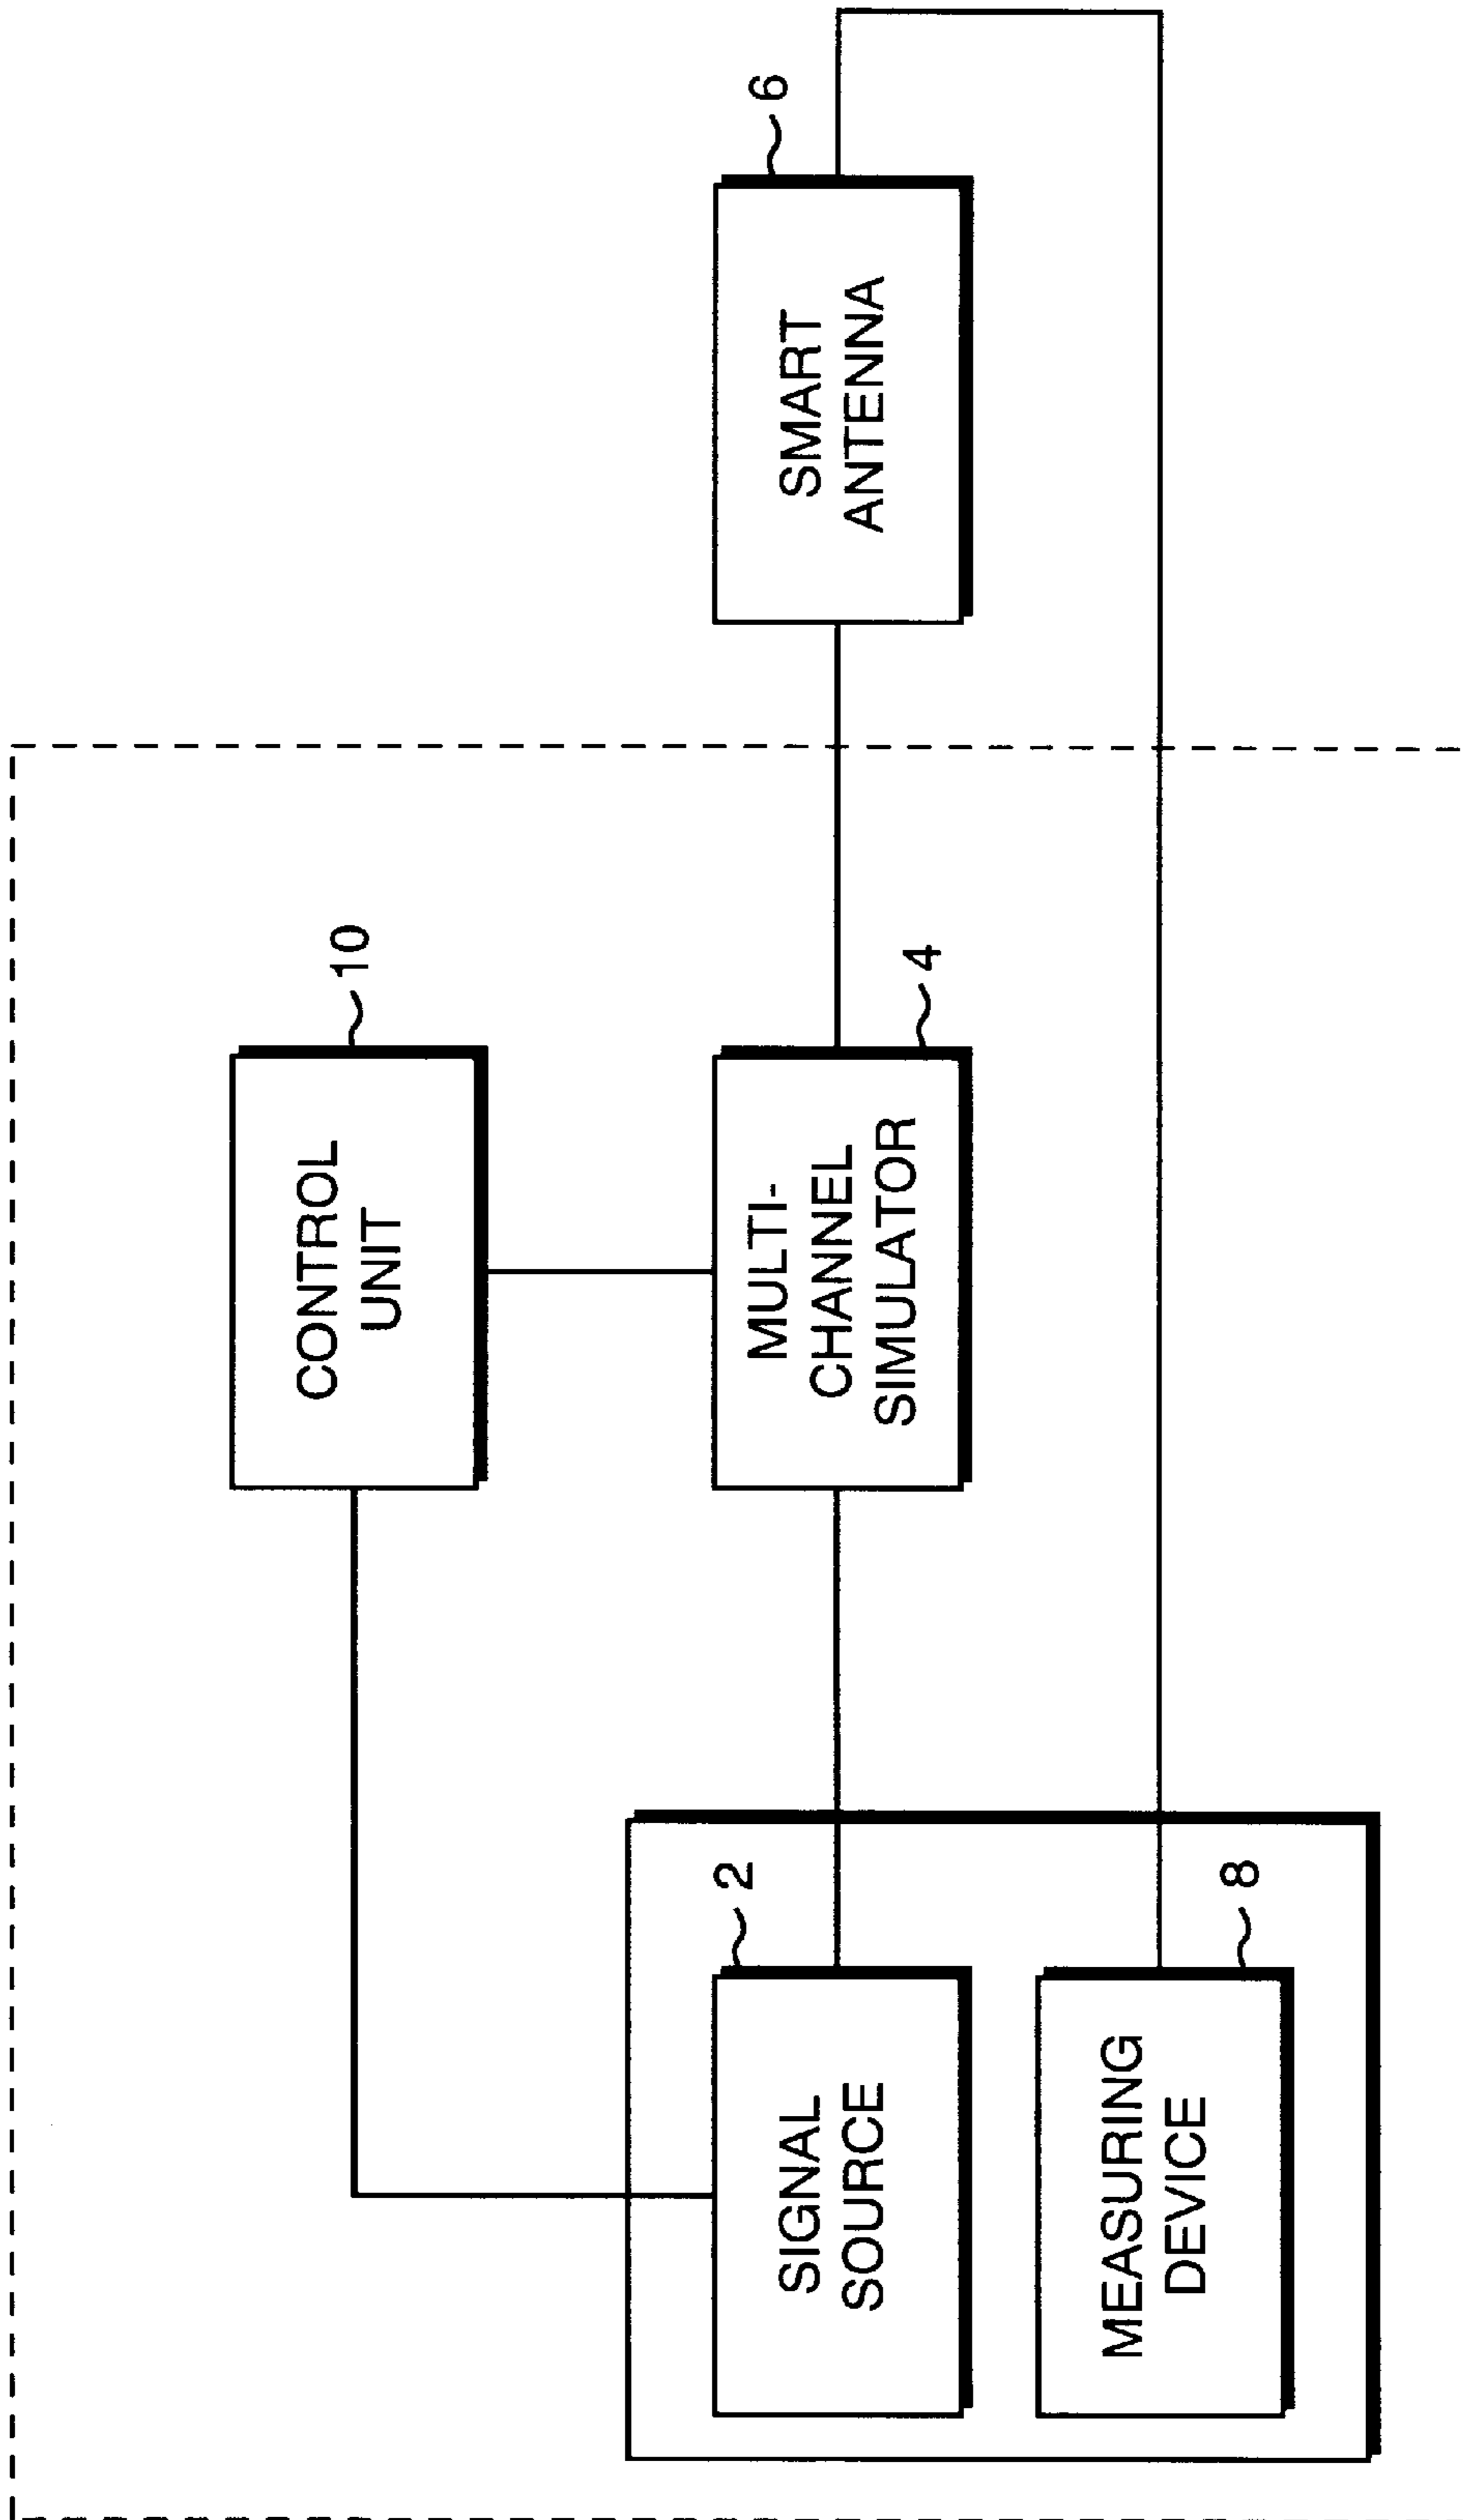 CONTROL
UNIT
10
SIGNAL
SOURCE
2
MULTI-
CHANNEL
SIMULATOR
4
SMART
ANTENNA
6
MEASURING
DEVICE
8